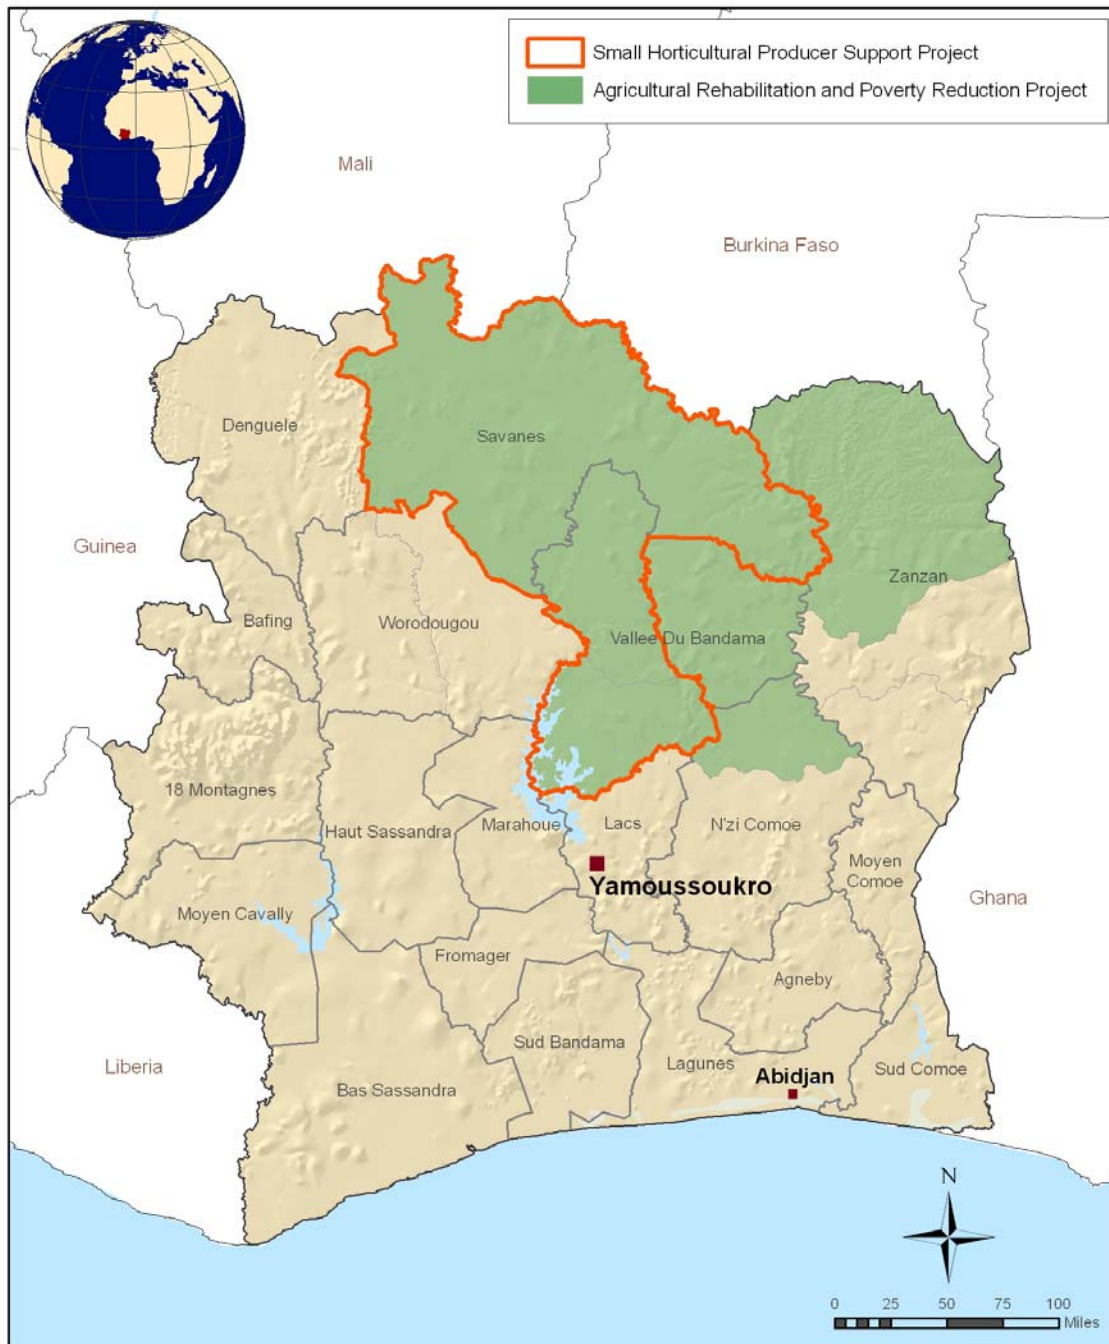 Small Horticultural Producer Support Project
Agricultural Rehabilitation and Poverty Reduction Project
Mali
Burkina Faso
Denguele
Savanes
Guinea
Zanzan
Bafing
Worodougou
Vallee Du Bandama
18 Montagnes
Haut Sassandra
Marahoue
Lacs
N'zi Comoe
Moyen
Comoe
Yamoussoukro
Ghana
Moyen Cavally
Fromager
Agneby
Sud Bandama
Lagunes
Sud Comoe
Liberia
Abidjan
Bas Sassandra
N
0 25 50 75 100
Miles